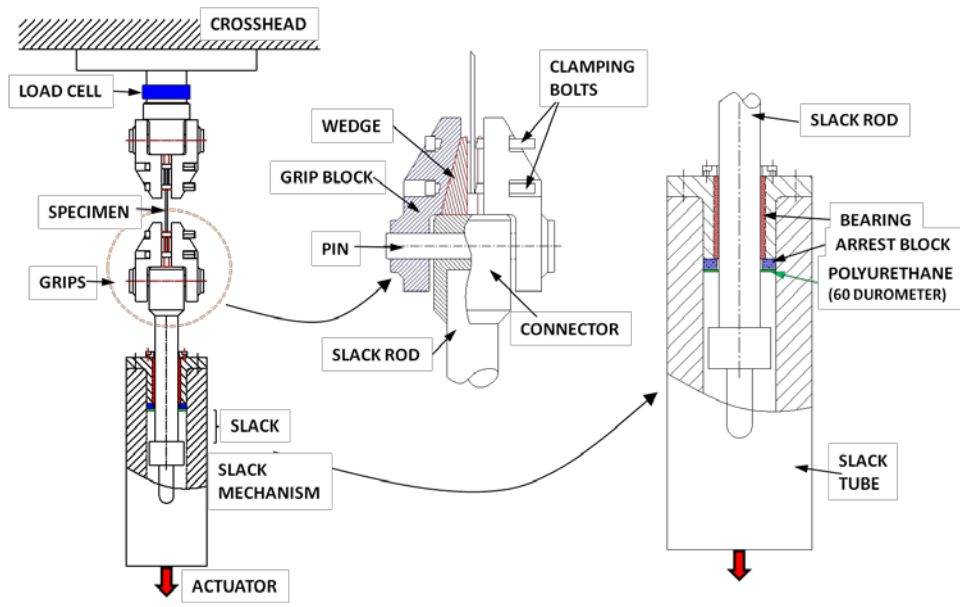 CROSSHEAD
LOAD CELL
SPECIMEN
GRIPS
SLACK
SLACK
MECHANISM
ACTUATOR
CLAMPING
BOLTS
WEDGE
GRIP BLOCK
PIN
CONNECTOR
SLACK ROD
SLACK ROD
BEARING
ARREST BLOCK
POLYURETHANE
(60 DUROMETER)
SLACK
TUBE